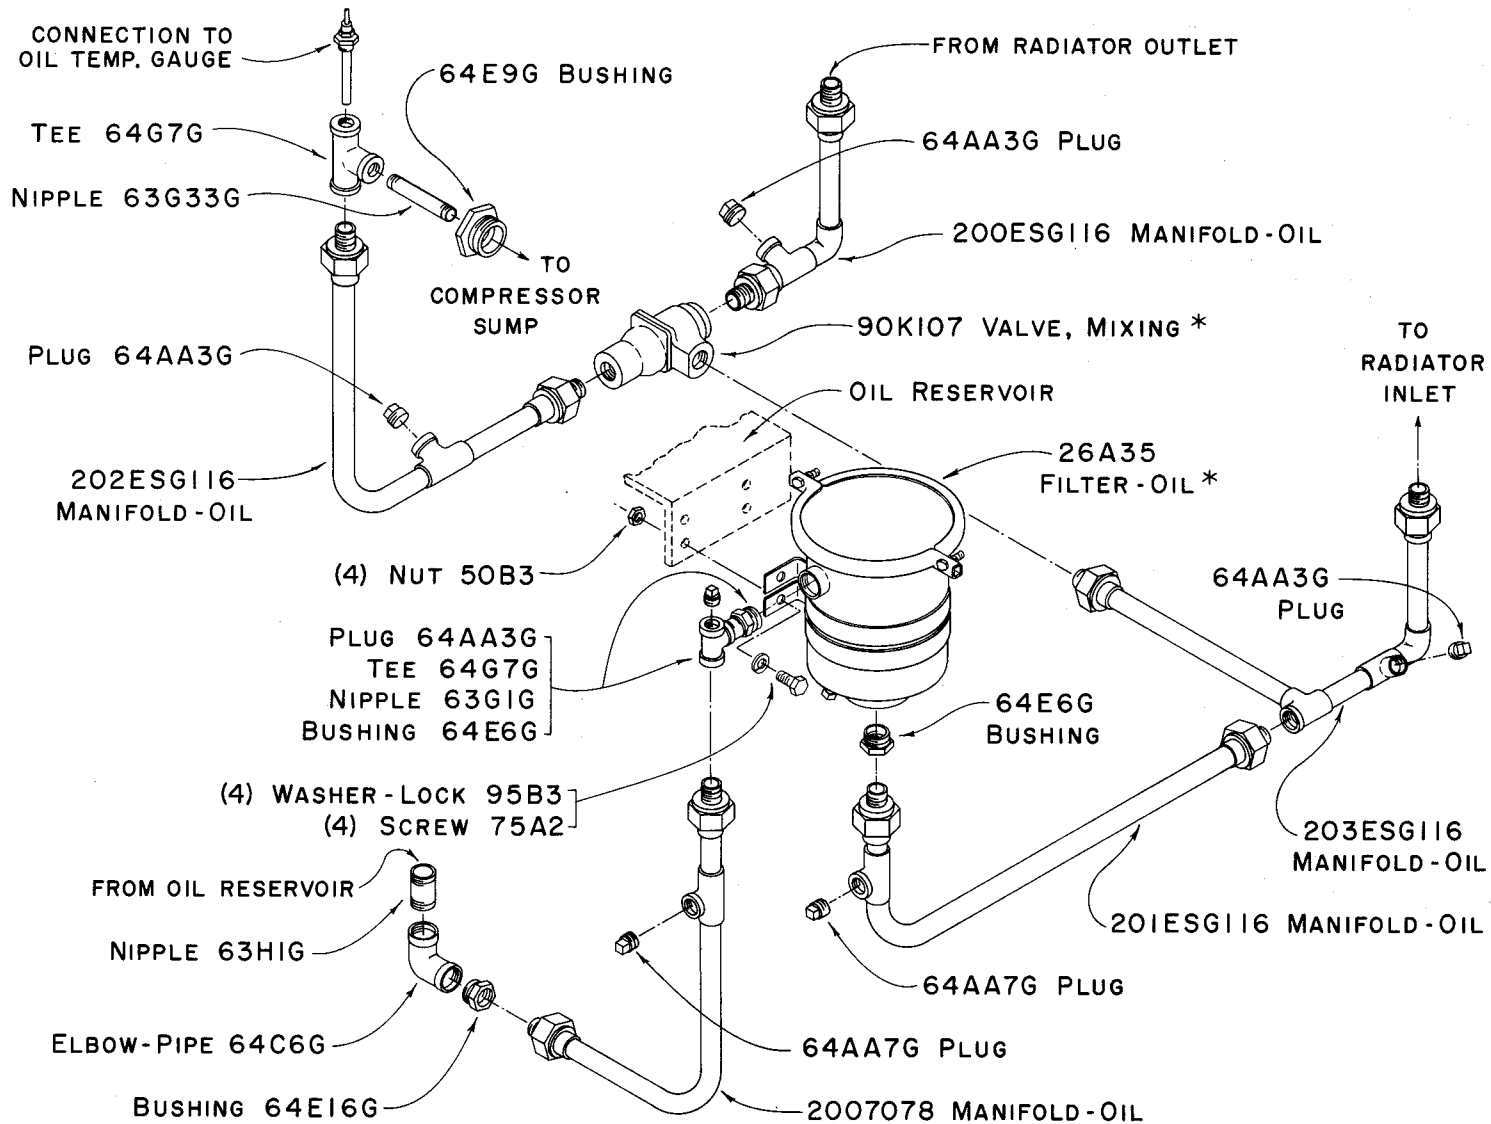 CONNECTION TO
OIL TEMP. GAUGE
64E9G BUSHING
FROM RADIATOR OUTLET
TEE 64G7G
64AA3G PLUG
NIPPLE 63G33G
200ESG116 MANIFOLD-OIL
TO
COMPRESSOR
SUMP
90K107 VALVE, MIXING *
PLUG 64AA3G
OIL RESERVOIR
TO
RADIATOR
INLET
202ESG116
MANIFOLD-OIL
26A35
FILTER-OIL *
(4) NUT 50B3
64AA3G
PLUG
PLUG 64AA3G
TEE 64G7G
NIPPLE 63G1G
BUSHING 64E6G
64E6G
BUSHING
(4) WASHER-LOCK 95B3
(4) SCREW 75A2
203ESG116
MANIFOLD-OIL
FROM OIL RESERVOIR
201ESG116 MANIFOLD-OIL
NIPPLE 63H1G
64AA7G PLUG
ELBOW-PIPE 64C6G
64AA7G PLUG
BUSHING 64E16G
2007078 MANIFOLD-OIL